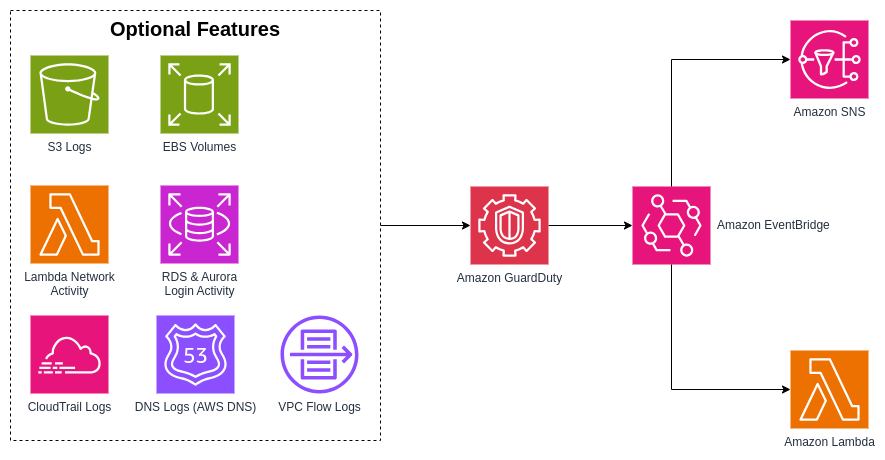 Optional Features
S3 Logs
EBS Volumes
Lambda Network
Activity
RDS & Aurora
Login Activity
53
CloudTrail Logs
DNS Logs (AWS DNS)
VPC Flow Logs
Amazon GuardDuty
Amazon EventBridge
Amazon SNS
Amazon Lambda